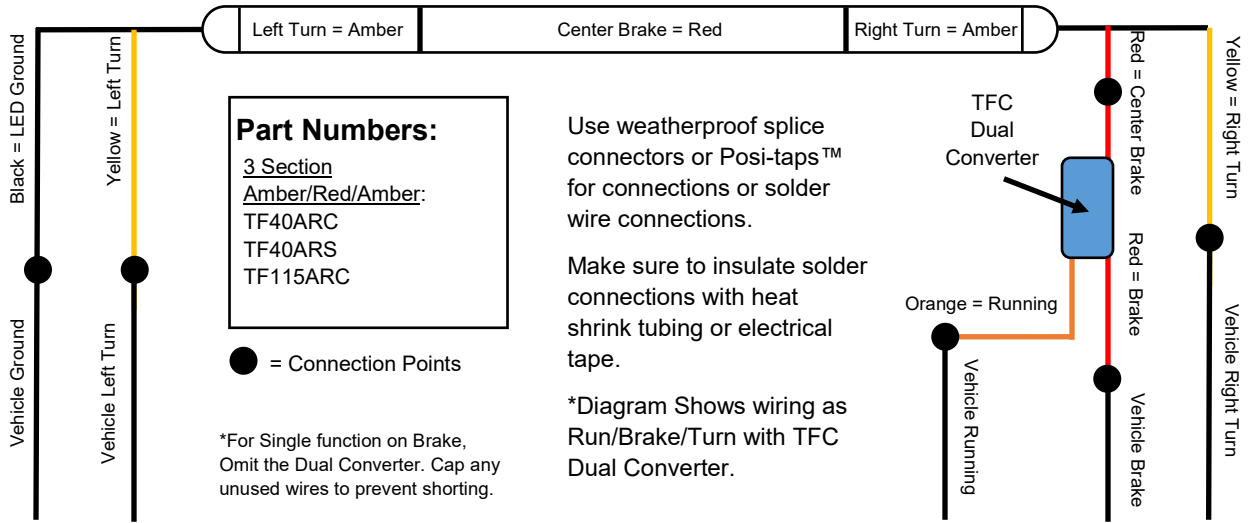 Left Turn = Amber
Center Brake = Red
Right Turn = Amber
Black = LED Ground
Yellow = Left Turn
Vehicle Ground
Vehicle Left Turn
Part Numbers:
3 Section
Amber/Red/Amber:
TF40ARC
TF40ARS
TF115ARC
= Connection Points
*For Single function on Brake,
Omit the Dual Converter. Cap any
unused wires to prevent shorting.
Use weatherproof splice
connectors or Posi-taps™
for connections or solder
wire connections.
Make sure to insulate solder
connections with heat
shrink tubing or electrical
tape.
*Diagram Shows wiring as
Run/Brake/Turn with TFC
Dual Converter.
TFC
Dual
Converter
Orange = Running
Vehicle Running
Red = Center Brake
Red = Brake
Vehicle Brake
Yellow = Right Turn
Vehicle Right Turn